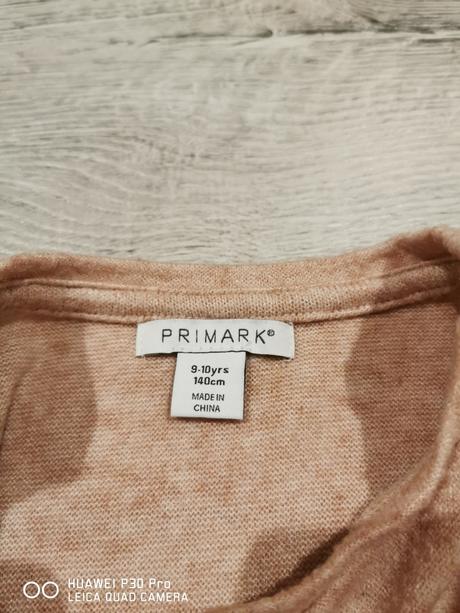 PRIMARK®
9-10yrs
140cm
MADE IN
CHINA
HUAWEI P30 Pro
LEICA QUAD CAMERA